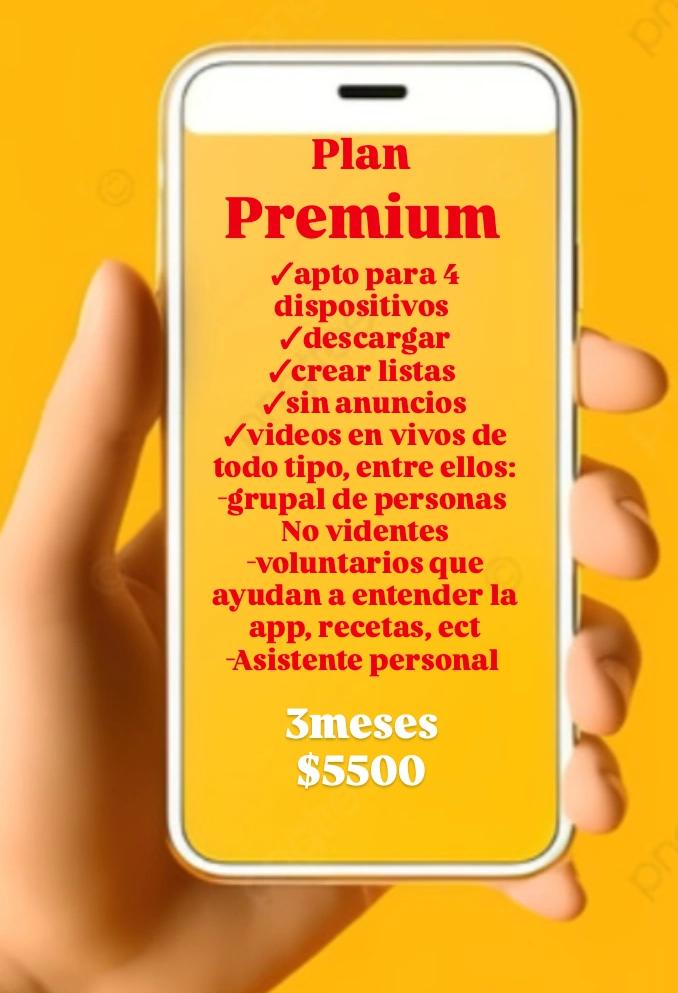 Plan
Premium
✓apto para 4
dispositivos
✓descargar
✓crear listas
✓sin anuncios
✓videos en vivos de
todo tipo, entre ellos:
-grupal de personas
No videntes
-voluntarios que
ayudan a entender la
app, recetas, ect
-Asistente personal
3meses
$5500